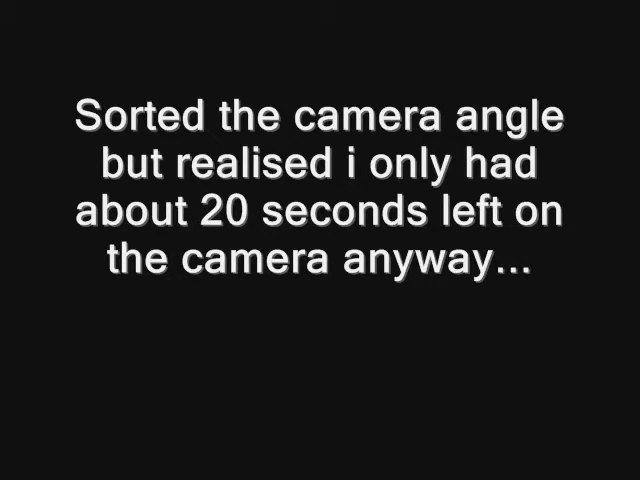 Sorted the camera angle
but realised i only had
about 20 seconds left on
the camera anyway...